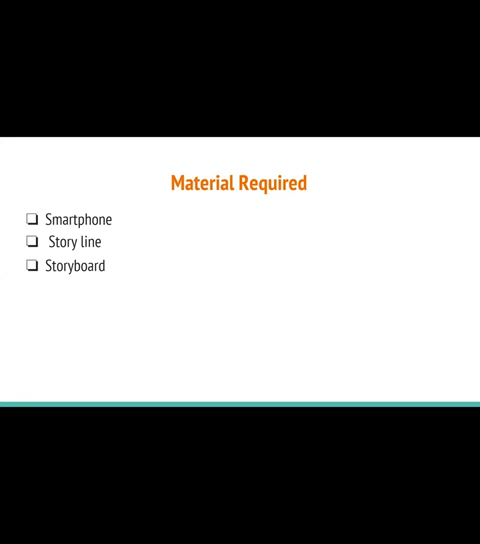 Material Required
❏ Smartphone
❏ Story line
❏ Storyboard